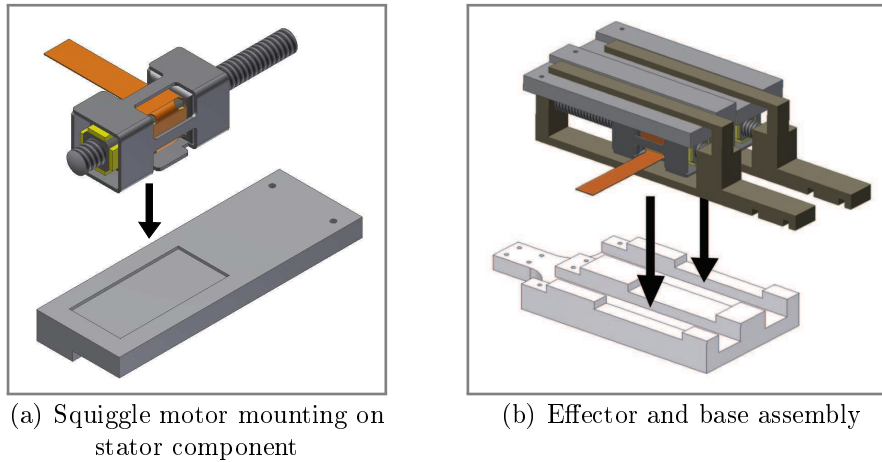 (a) Squiggle motor mounting on
stator component
(b) Effector and base assembly